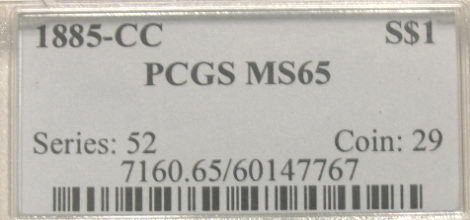 1885-CC S$1
PCGS MS65
Series: 52 Coin: 29
7160.65/60147767